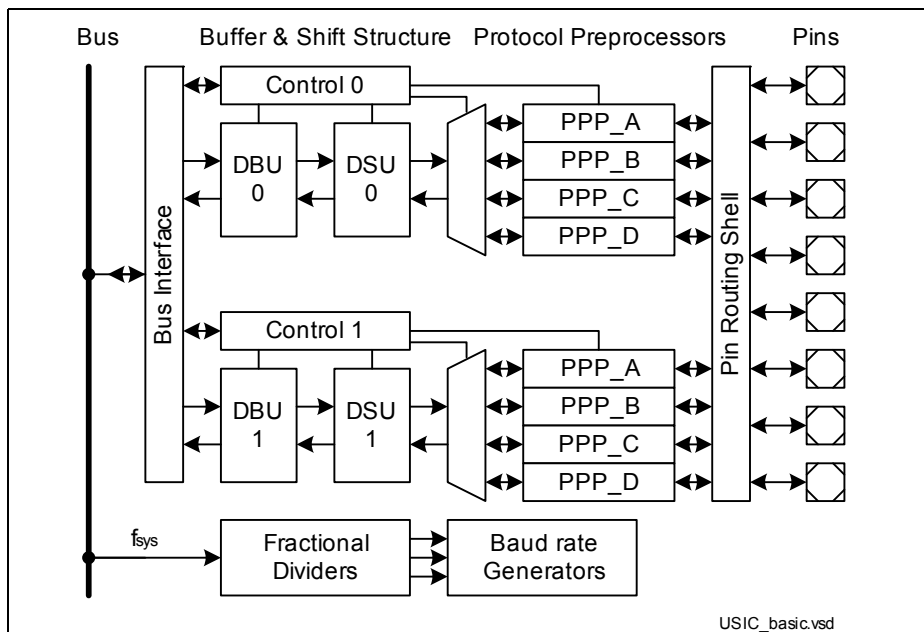 Bus
Buffer & Shift Structure
Protocol Preprocessors
Pins
Control 0
DBU
0
DSU
0
PPP_A
PPP_B
PPP_C
PPP_D
Bus Interface
Pin Routing Shell
Control 1
DBU
1
DSU
1
PPP_A
PPP_B
PPP_C
PPP_D
fsys
Fractional
Dividers
Baud rate
Generators
USIC_basic.vsd